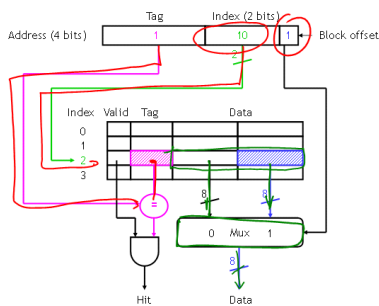 Tag Index (2 bits)
Address (4 bits) 1 10 1 Block offset
2
Index Valid Tag Data
0
1
2
3
=
8 8
0 Mux 1
8
Hit Data